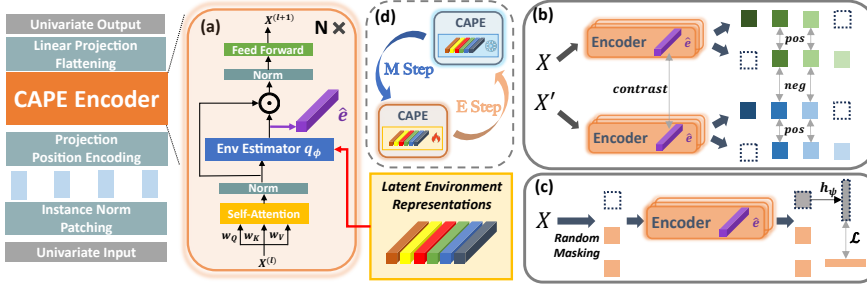 Univariate Output
Linear Projection
Flattening
CAPE Encoder
Projection
Position Encoding
Instance Norm
Patching
Univariate Input
(a)
X^{(l+1)}
N ×
Feed Forward
Norm
ê
Env Estimator q_ϕ
Norm
Self-Attention
w_Q w_K w_V
X^{(l)}
(d)
CAPE
M Step
E Step
CAPE
Latent Environment
Representations
(b)
X
Encoder ê
pos
contrast
neg
X′
Encoder ê
pos
(c)
X
Random
Masking
Encoder ê
h_ψ
ℒ